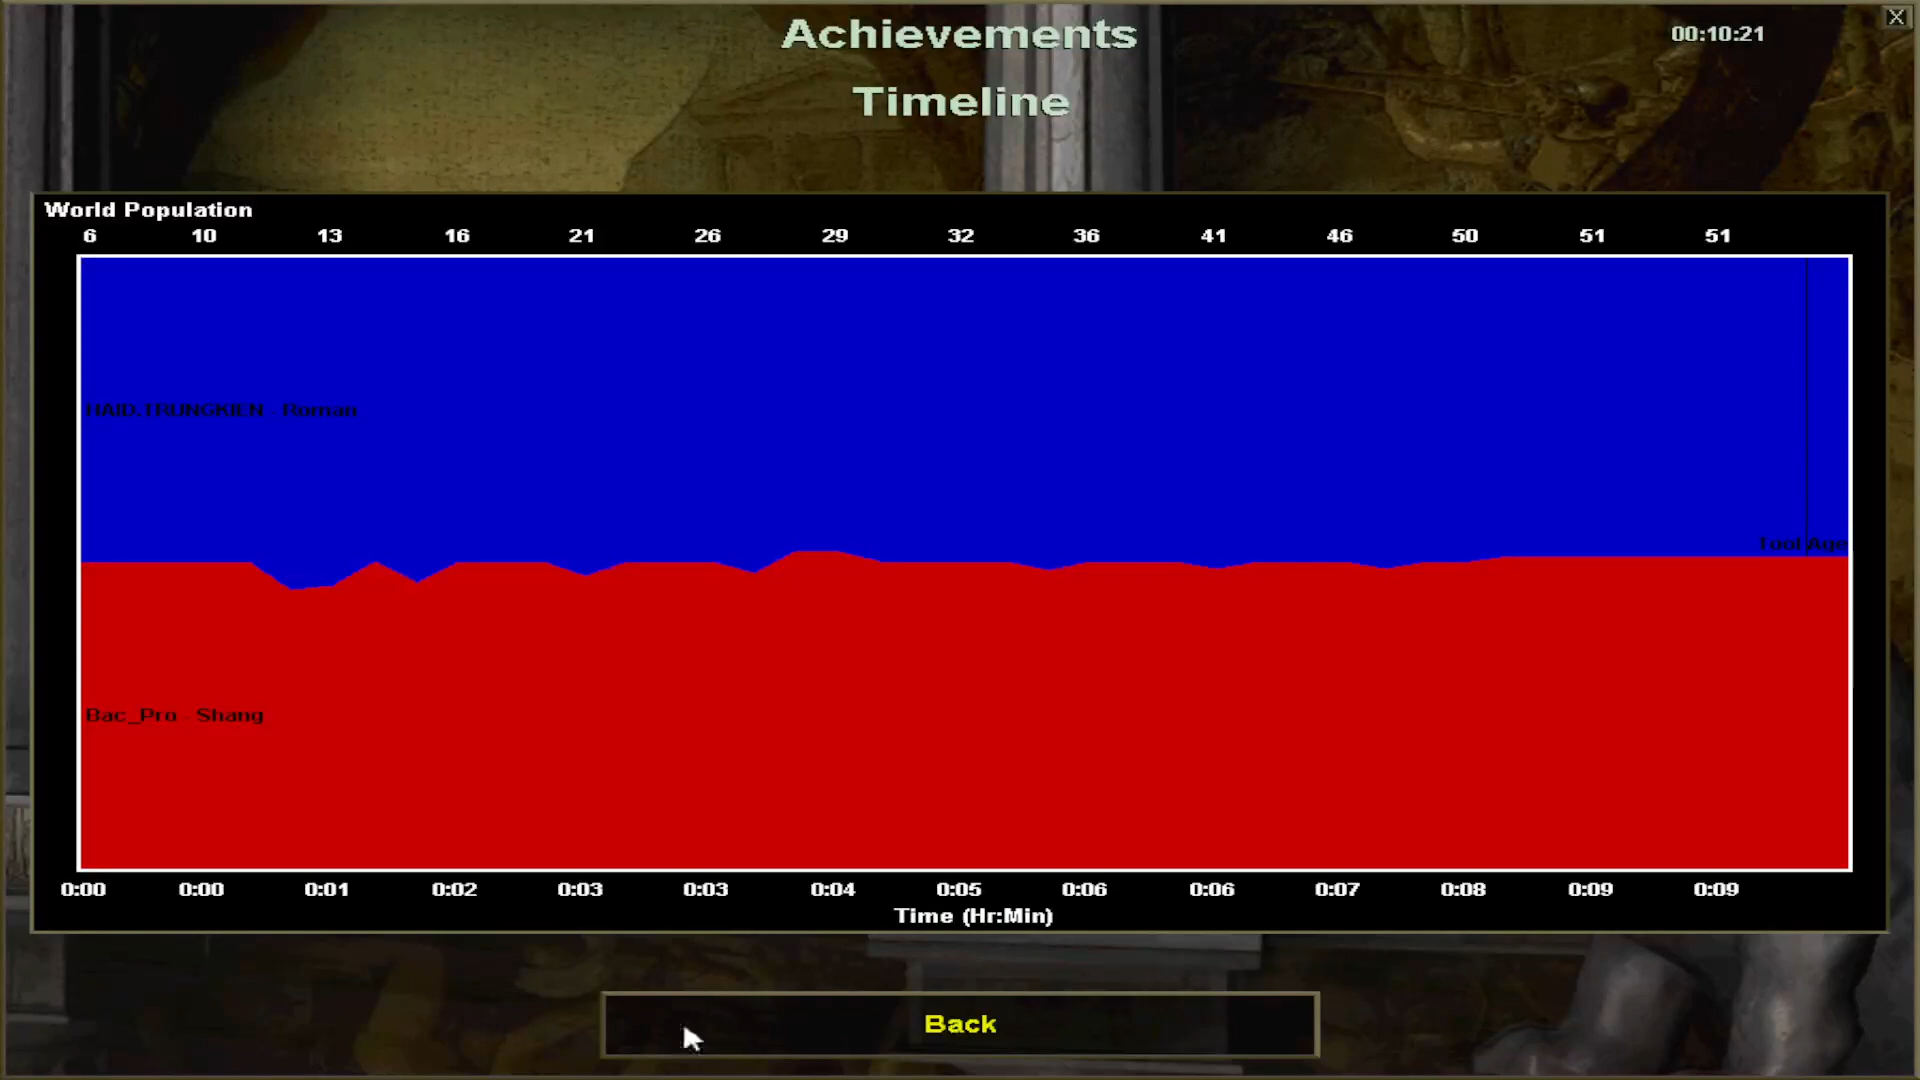 Achievements
00:10:21
Timeline
World Population
6 10 13 16 21 26 29 32 36 41 46 50 51 51
HAID.TRUNGKIEN - Roman
Tool Age
Bac_Pro - Shang
0:00 0:00 0:01 0:02 0:03 0:03 0:04 0:05 0:06 0:06 0:07 0:08 0:09 0:09
Time (Hr:Min)
Back